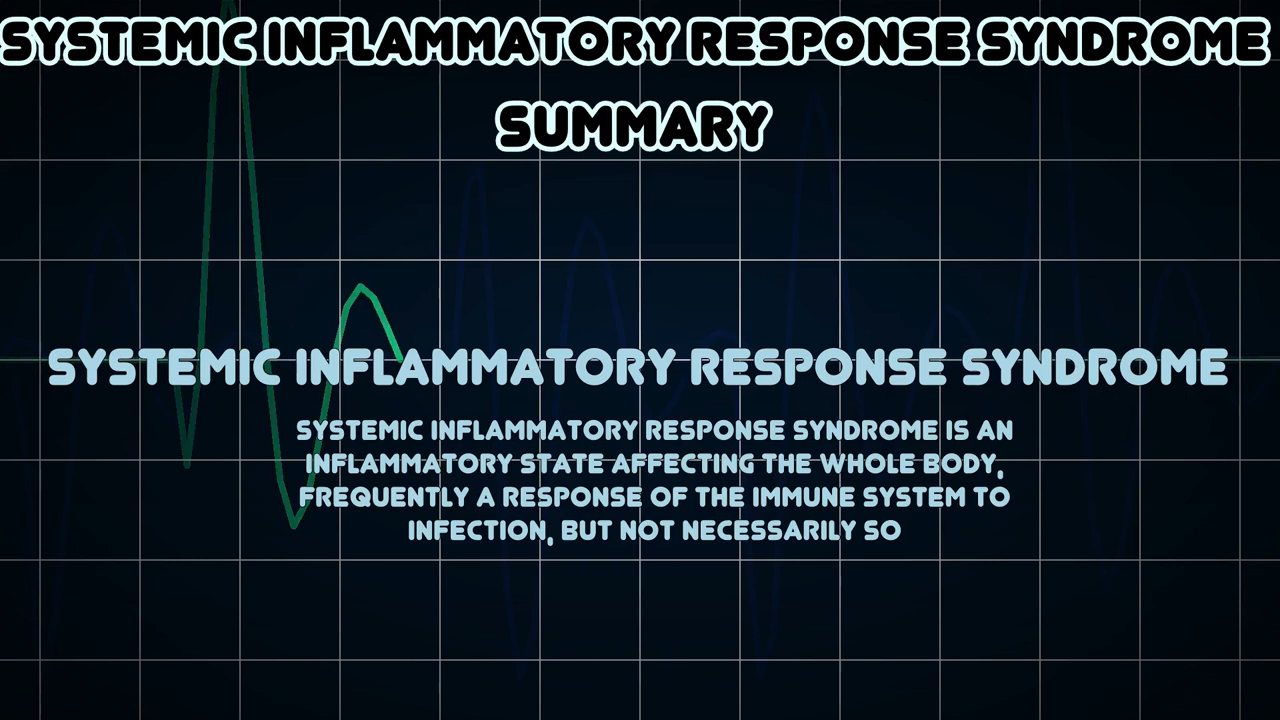 SYSTEMIC INFLAMMATORY RESPONSE SYNDROME
SUMMARY
SYSTEMIC INFLAMMATORY RESPONSE SYNDROME
SYSTEMIC INFLAMMATORY RESPONSE SYNDROME IS AN
INFLAMMATORY STATE AFFECTING THE WHOLE BODY,
FREQUENTLY A RESPONSE OF THE IMMUNE SYSTEM TO
INFECTION, BUT NOT NECESSARILY SO